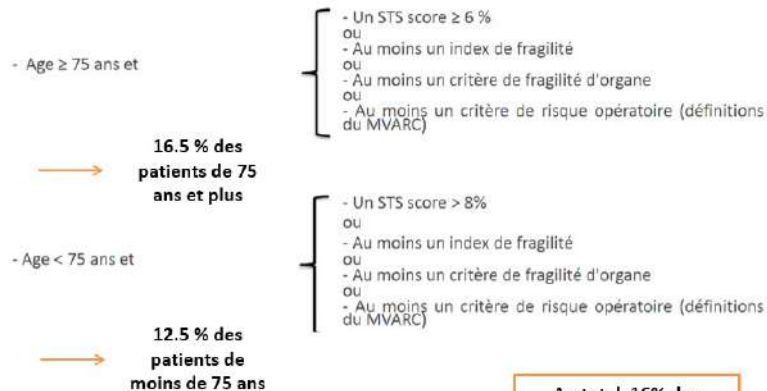 - Un STS score ≥ 6 %
ou
- Au moins un index de fragilité
- Age ≥ 75 ans et
ou
- Au moins un critère de fragilité d'organe
ou
- Au moins un critère de risque opératoire (définitions
du MVARC)
16.5 % des
patients de 75
ans et plus
- Un STS score > 8%
ou
- Au moins un index de fragilité
- Age < 75 ans et
ou
- Au moins un critère de fragilité d'organe
ou
- Au moins un critère de risque opératoire (définitions
du MVARC)
12.5 % des
patients de
moins de 75 ans